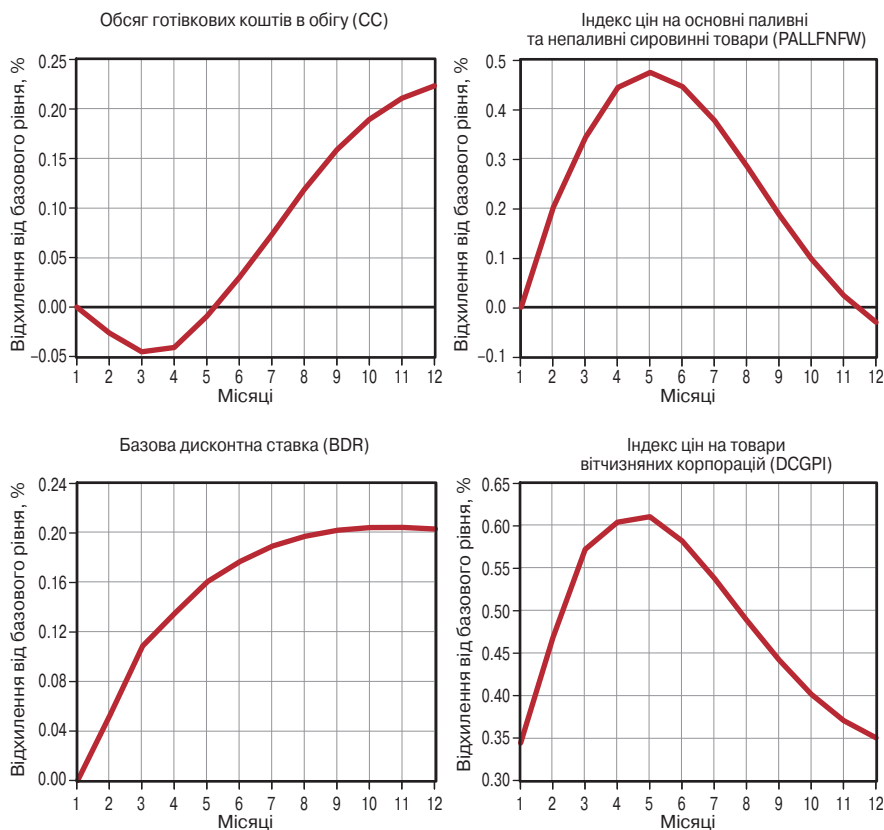 Обсяг готівкових коштів в обігу (CC)
Відхилення від базового рівня, %
0.25
0.20
0.15
0.10
0.05
0.00
–0.05
1 2 3 4 5 6 7 8 9 10 11 12
Місяці
Індекс цін на основні паливні
та непаливні сировинні товари (PALLFNFW)
Відхилення від базового рівня, %
0.5
0.4
0.3
0.2
0.1
0.0
–0.1
1 2 3 4 5 6 7 8 9 10 11 12
Місяці
Базова дисконтна ставка (BDR)
Відхилення від базового рівня, %
0.24
0.20
0.16
0.12
0.08
0.04
0.00
1 2 3 4 5 6 7 8 9 10 11 12
Місяці
Індекс цін на товари
вітчизняних корпорацій (DCGPI)
Відхилення від базового рівня, %
0.65
0.60
0.55
0.50
0.45
0.40
0.35
0.30
1 2 3 4 5 6 7 8 9 10 11 12
Місяці